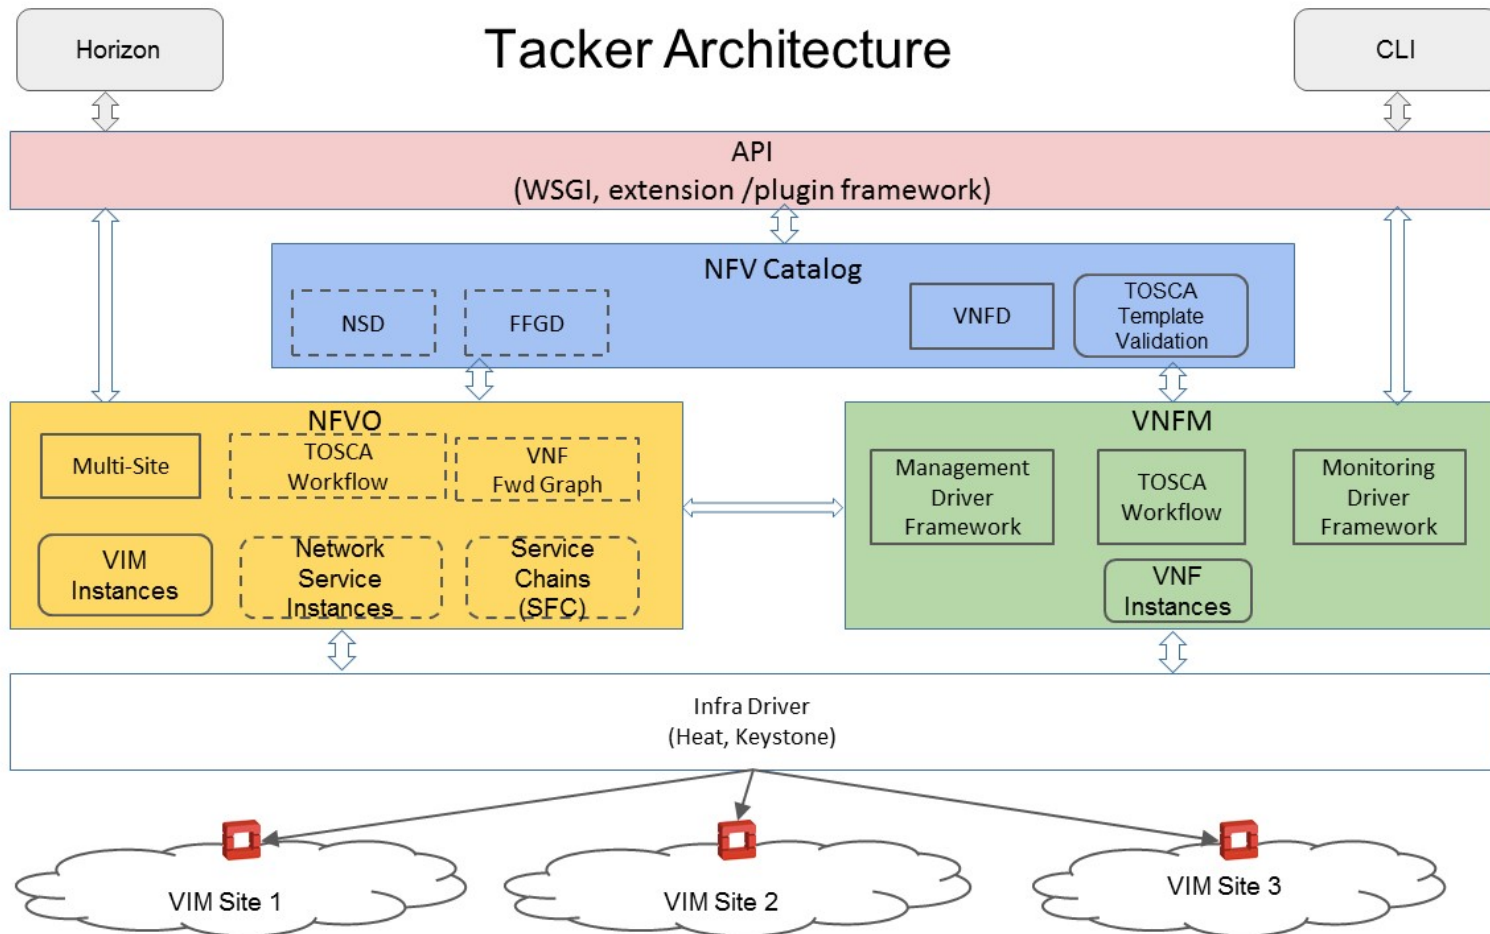 Horizon
Tacker Architecture
CLI
API
(WSGI, extension /plugin framework)
NFV Catalog
NSD
FFGD
VNFD
TOSCA
Template
Validation
NFVO
Multi-Site
TOSCA
Workflow
VNF
Fwd Graph
VIM
Instances
Network
Service
Instances
Service
Chains
(SFC)
VNFM
Management
Driver
Framework
TOSCA
Workflow
Monitoring
Driver
Framework
VNF
Instances
Infra Driver
(Heat, Keystone)
VIM Site 1
VIM Site 2
VIM Site 3